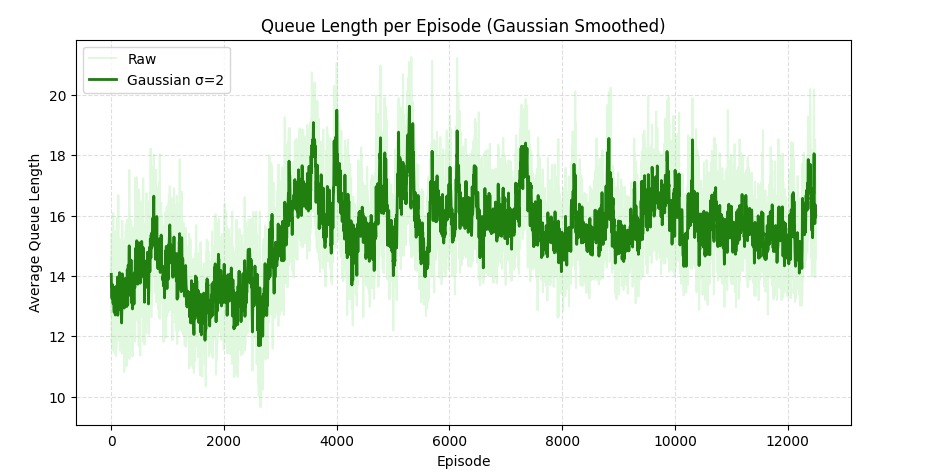 Queue Length per Episode (Gaussian Smoothed)
Raw
Gaussian σ=2
Average Queue Length
20
18
16
14
12
10
0 2000 4000 6000 8000 10000 12000
Episode